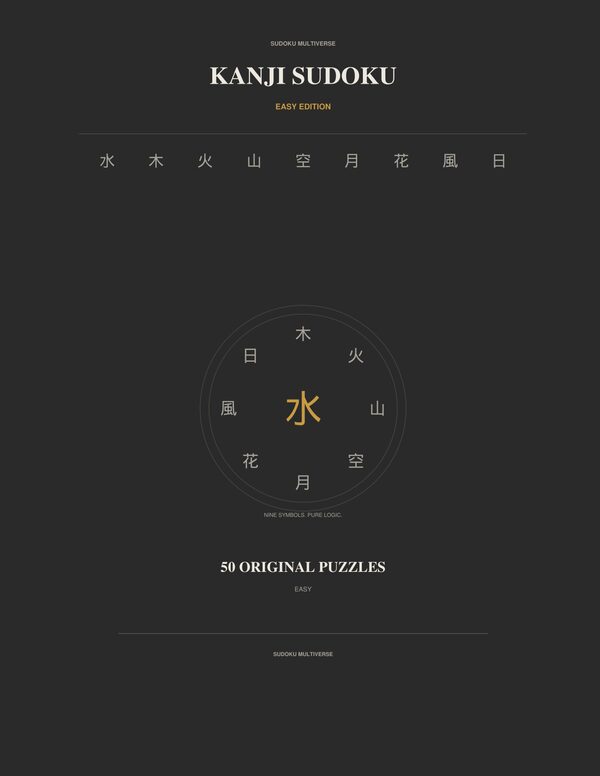 SUDOKU MULTIVERSE
KANJI SUDOKU
EASY EDITION
水 木 火 山 空 月 花 風 日
木
日 火
風 水 山
花 空
月
NINE SYMBOLS. PURE LOGIC.
50 ORIGINAL PUZZLES
EASY
SUDOKU MULTIVERSE